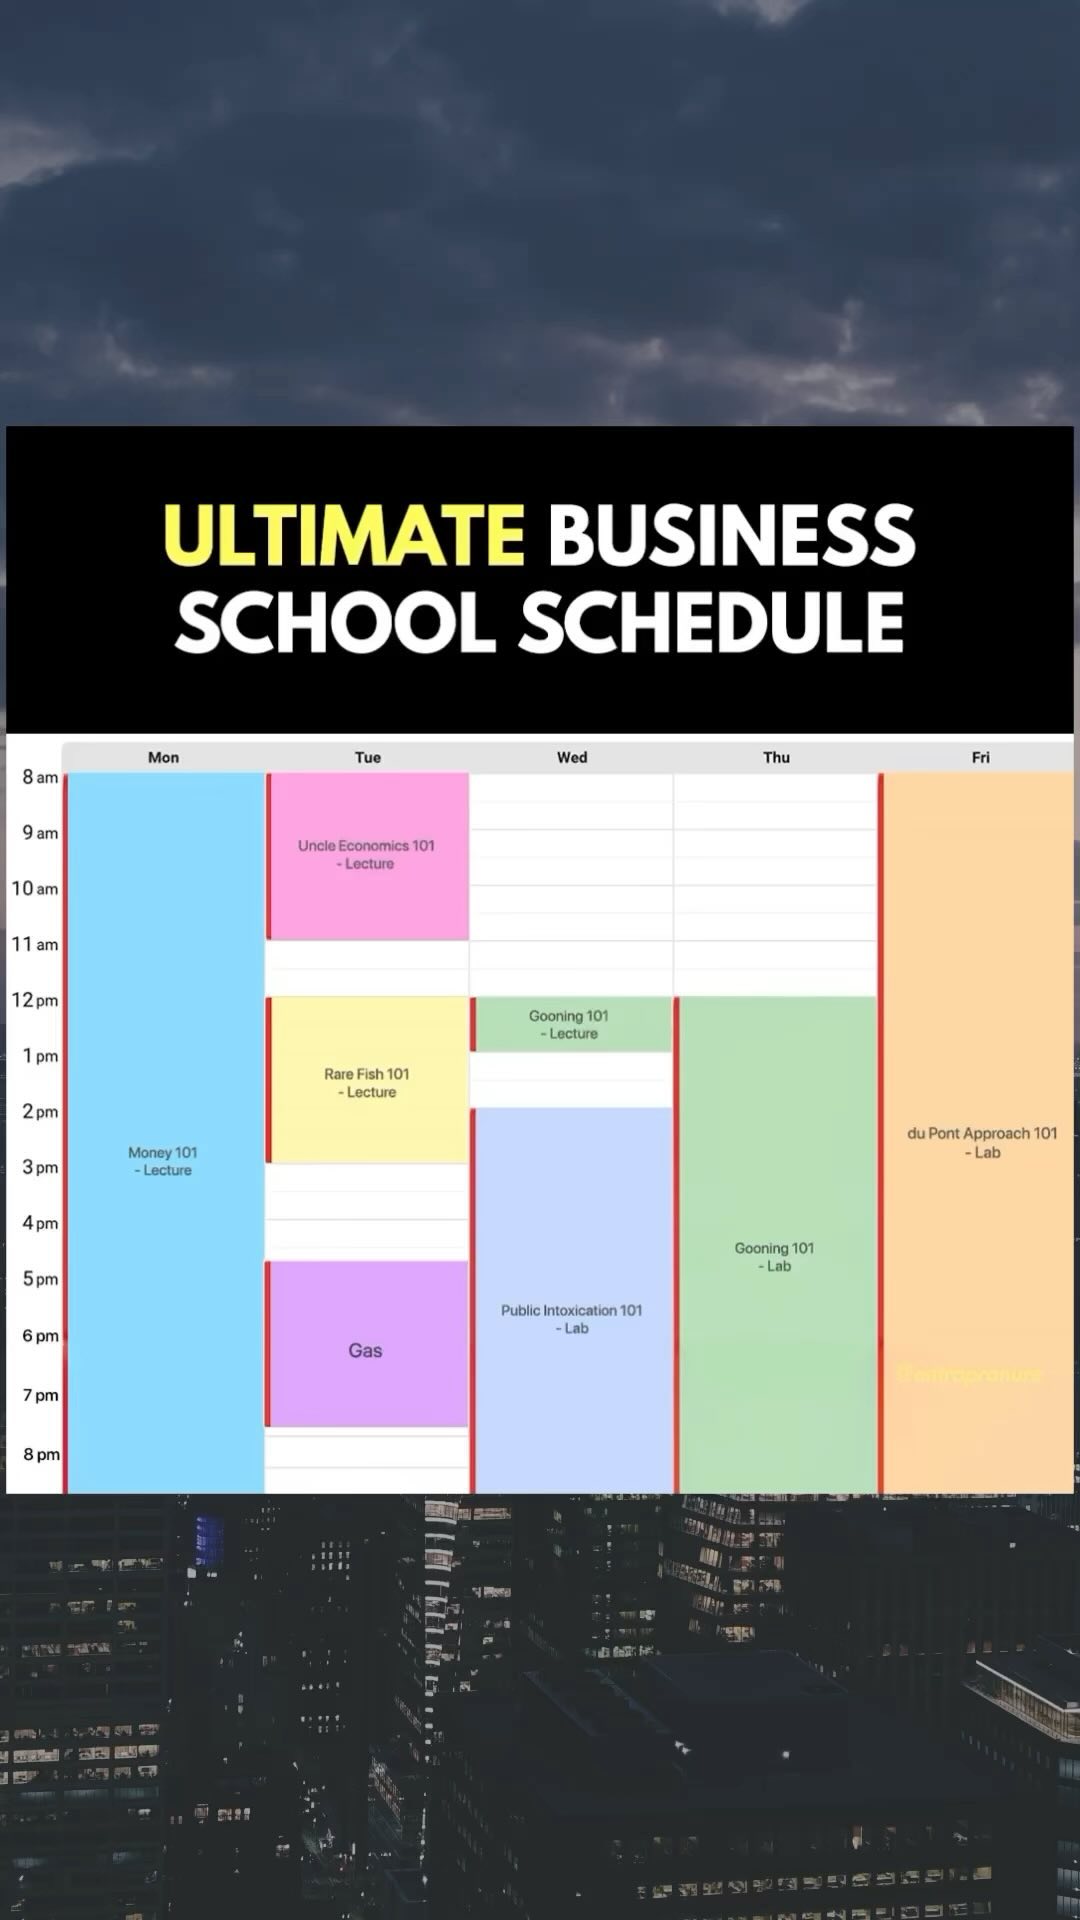 ULTIMATE BUSINESS
SCHOOL SCHEDULE
Mon
Tue
Wed
Thu
Fri
8 am
9 am
10 am
11 am
12 pm
1 pm
2 pm
3 pm
4 pm
5 pm
6 pm
7 pm
8 pm
Money 101
- Lecture
Uncle Economics 101
- Lecture
Rare Fish 101
- Lecture
Gas
Gooning 101
- Lecture
Public Intoxication 101
- Lab
Gooning 101
- Lab
du Pont Approach 101
- Lab